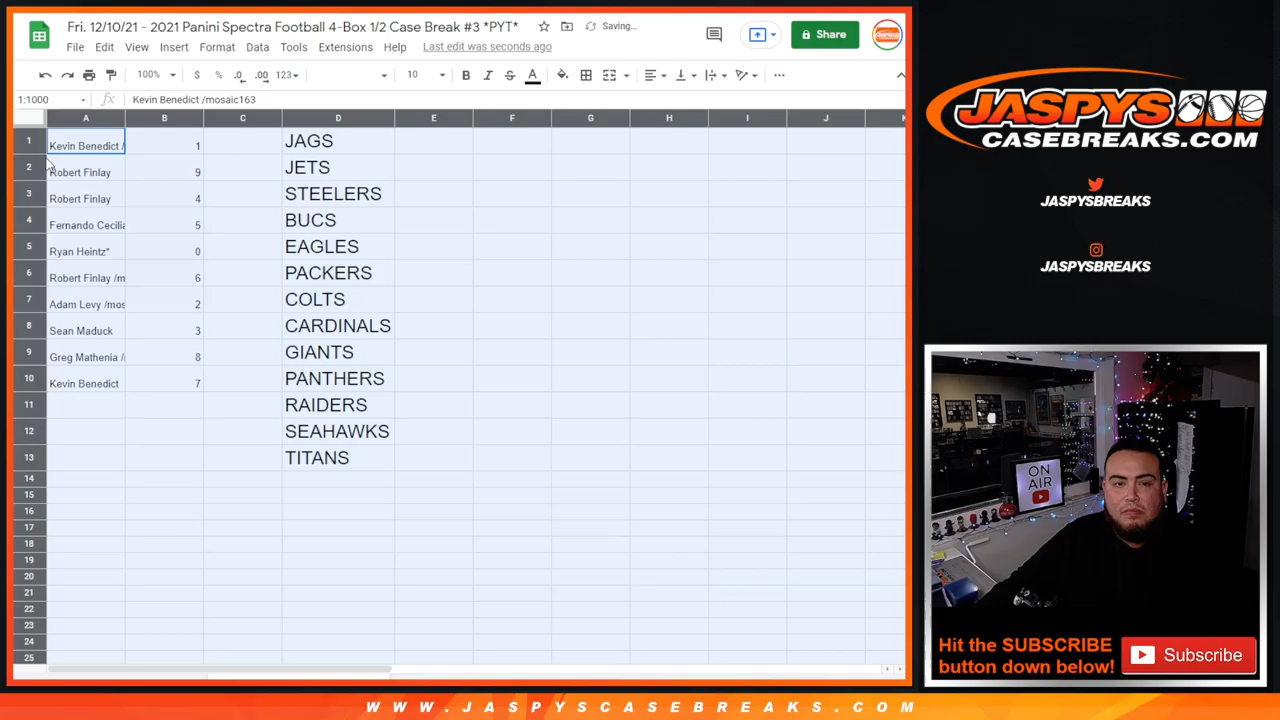 Fri. 12/10/21 - 2021 Panini Spectra Football 4-Box 1/2 Case Break #3 *PYT*
Saving...
File Edit View Insert Format Data Tools Extensions Help Last edit was seconds ago
Share
100% $ % .0 .00 123 10 B I S A
1:1000 fx Kevin Benedict /mosaic163
A B C D E F G H I J K
1 Kevin Benedict / 1 JAGS
2 Robert Finlay 9 JETS
3 Robert Finlay 4 STEELERS
4 Fernando Cecilia 5 BUCS
5 Ryan Heintz* 0 EAGLES
6 Robert Finlay /m 6 PACKERS
7 Adam Levy /mos 2 COLTS
8 Sean Maduck 3 CARDINALS
9 Greg Mathenia / 8 GIANTS
10 Kevin Benedict 7 PANTHERS
11 RAIDERS
12 SEAHAWKS
13 TITANS
14
15
16
17
18
19
20
21
22
23
24
25
JASPYS
CASEBREAKS.COM
JASPYSBREAKS
JASPYSBREAKS
ON
AIR
Hit the SUBSCRIBE
button down below!
Subscribe
WWW.JASPYSCASEBREAKS.COM